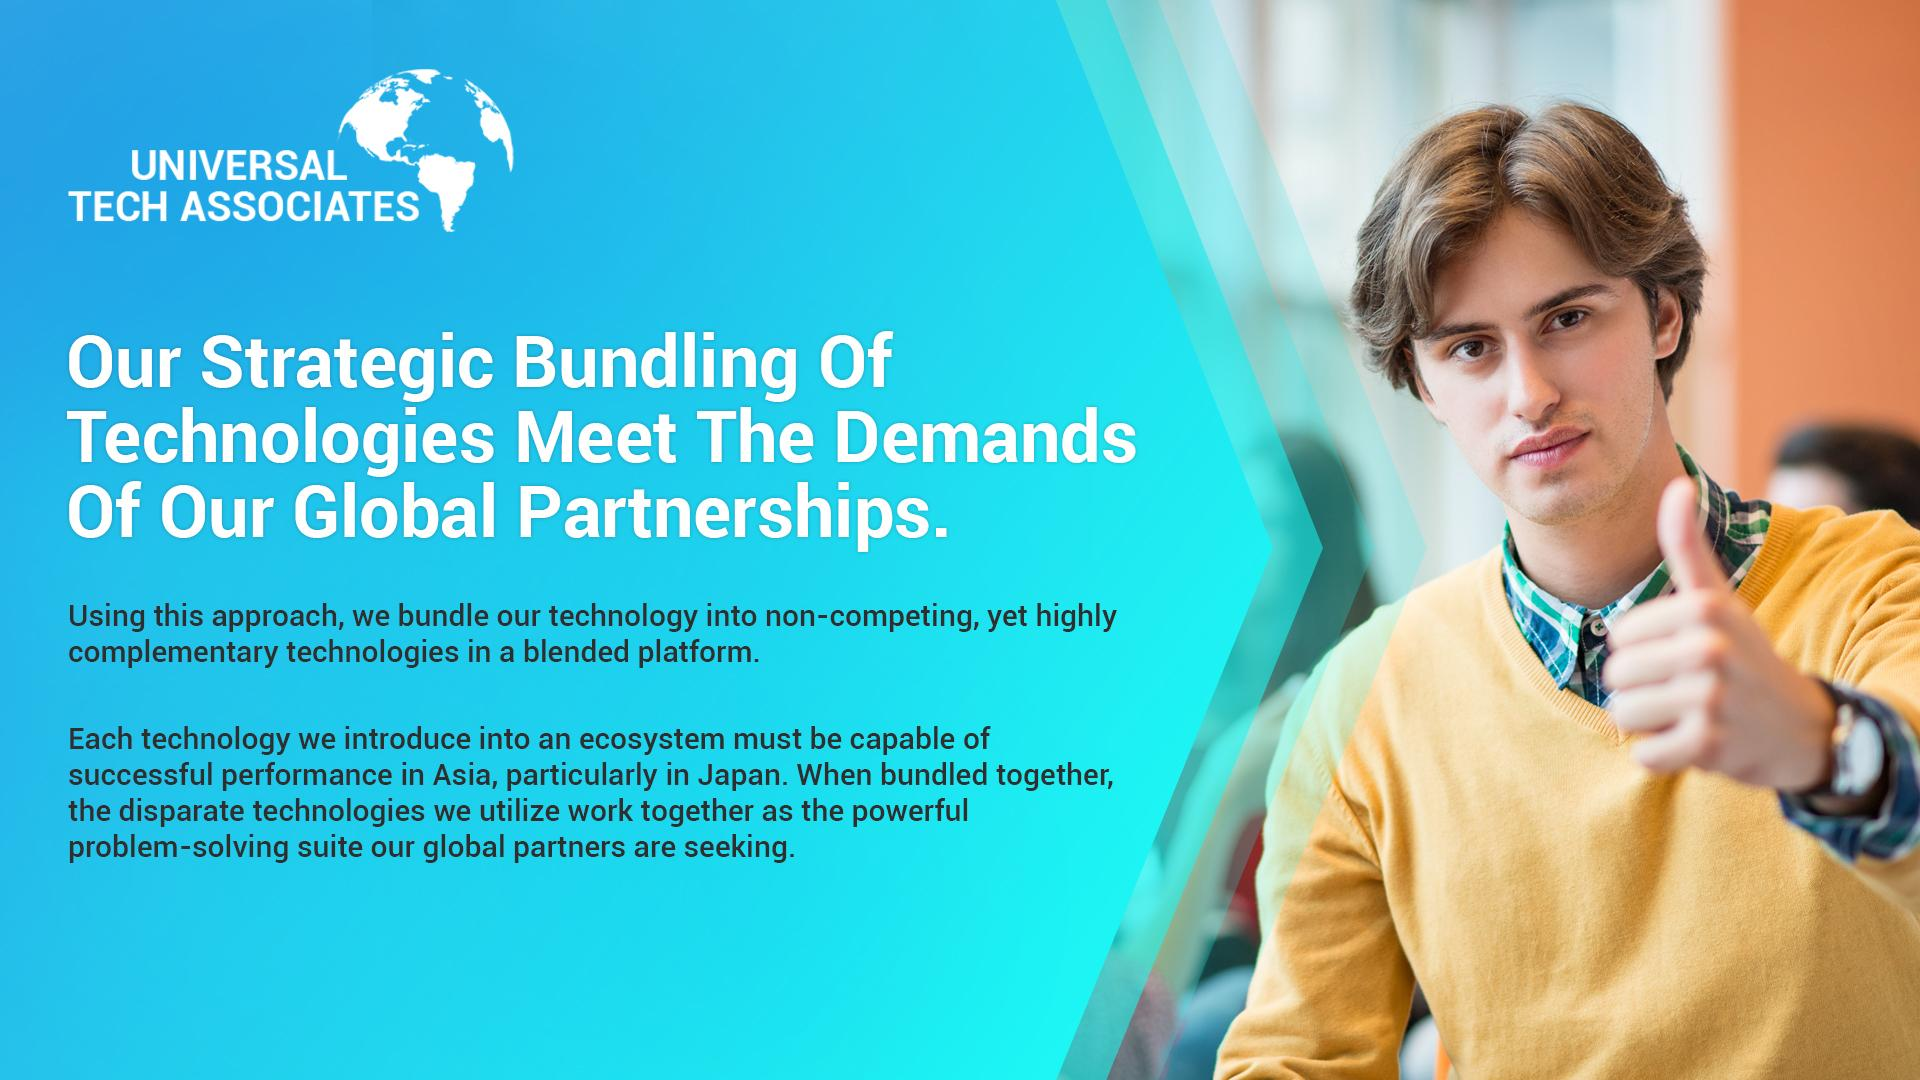 UNIVERSAL
TECH ASSOCIATES
Our Strategic Bundling Of
Technologies Meet The Demands
Of Our Global Partnerships.
Using this approach, we bundle our technology into non-competing, yet highly
complementary technologies in a blended platform.
Each technology we introduce into an ecosystem must be capable of
successful performance in Asia, particularly in Japan. When bundled together,
the disparate technologies we utilize work together as the powerful
problem-solving suite our global partners are seeking.